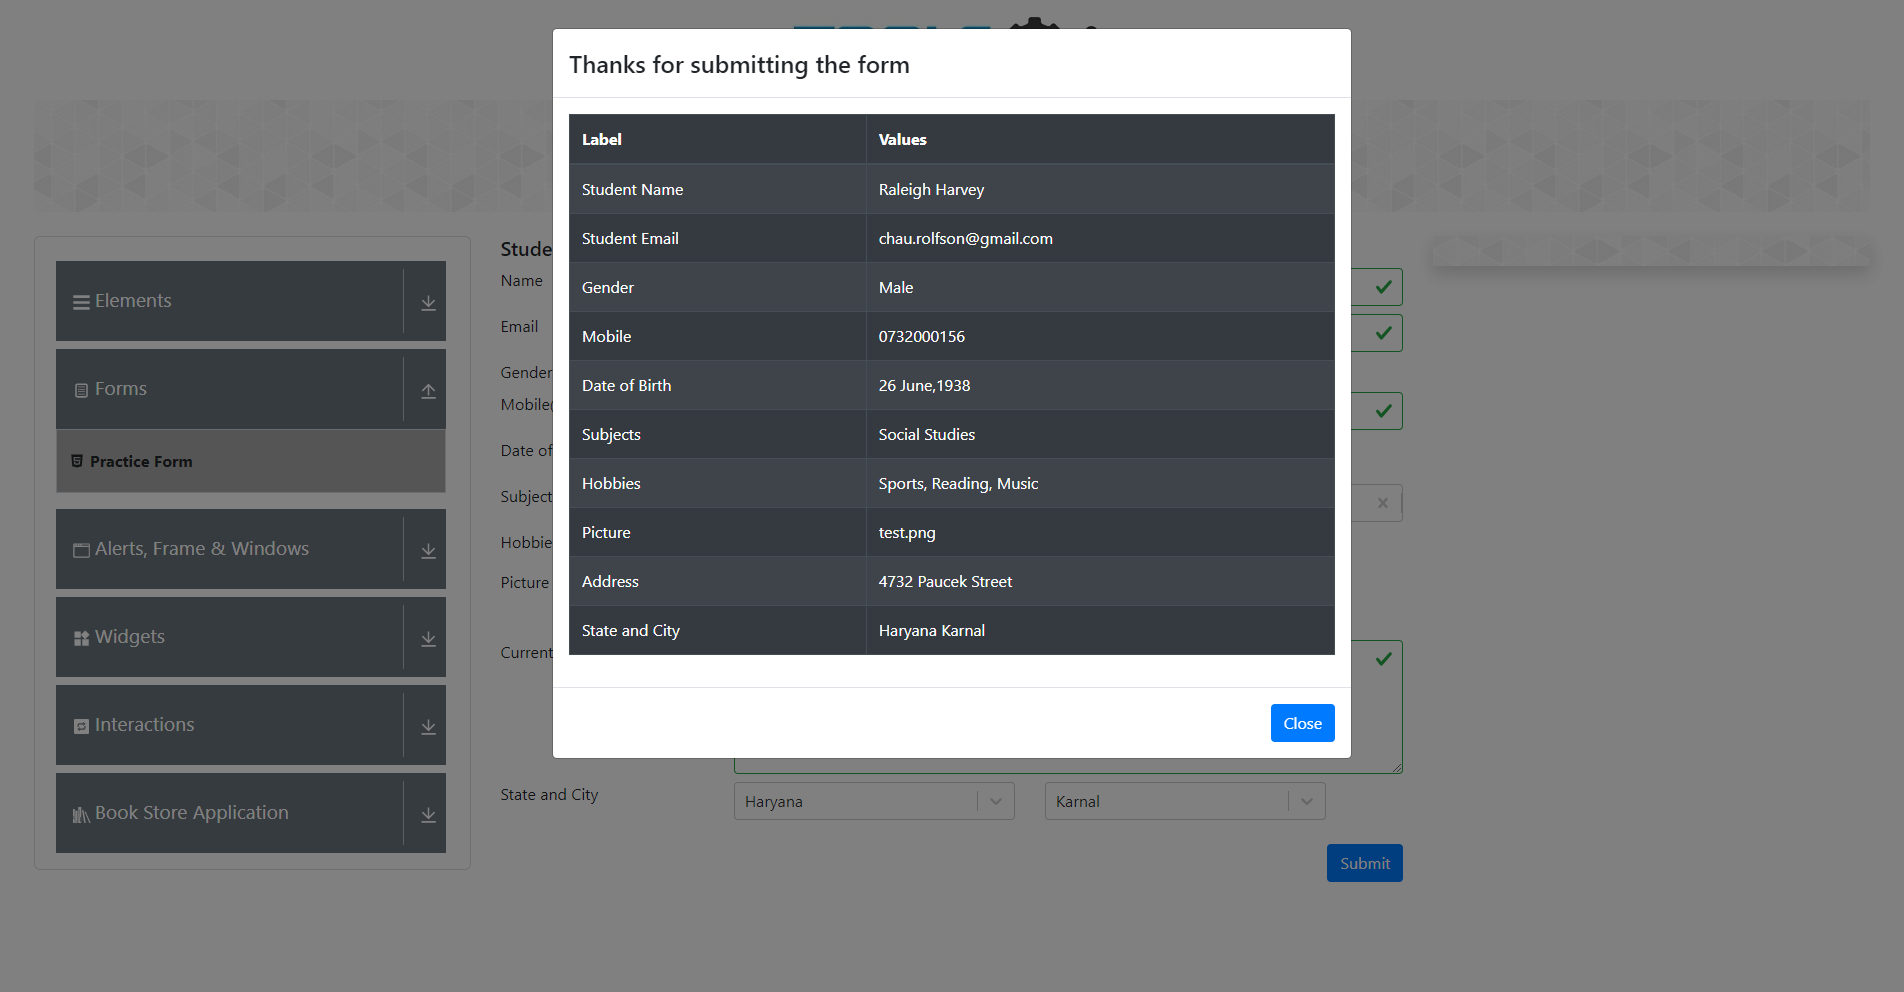 Thanks for submitting the form
Label Values
Student Name Raleigh Harvey
Student Email chau.rolfson@gmail.com
Gender Male
Mobile 0732000156
Date of Birth 26 June,1938
Subjects Social Studies
Hobbies Sports, Reading, Music
Picture test.png
Address 4732 Paucek Street
State and City Haryana Karnal
Close
Elements
Forms
Practice Form
Alerts, Frame & Windows
Widgets
Interactions
Book Store Application
Stude
Name
Email
Gender
Mobile(
Date of
Subject
Hobbie
Picture
Current
State and City Haryana Karnal
Submit